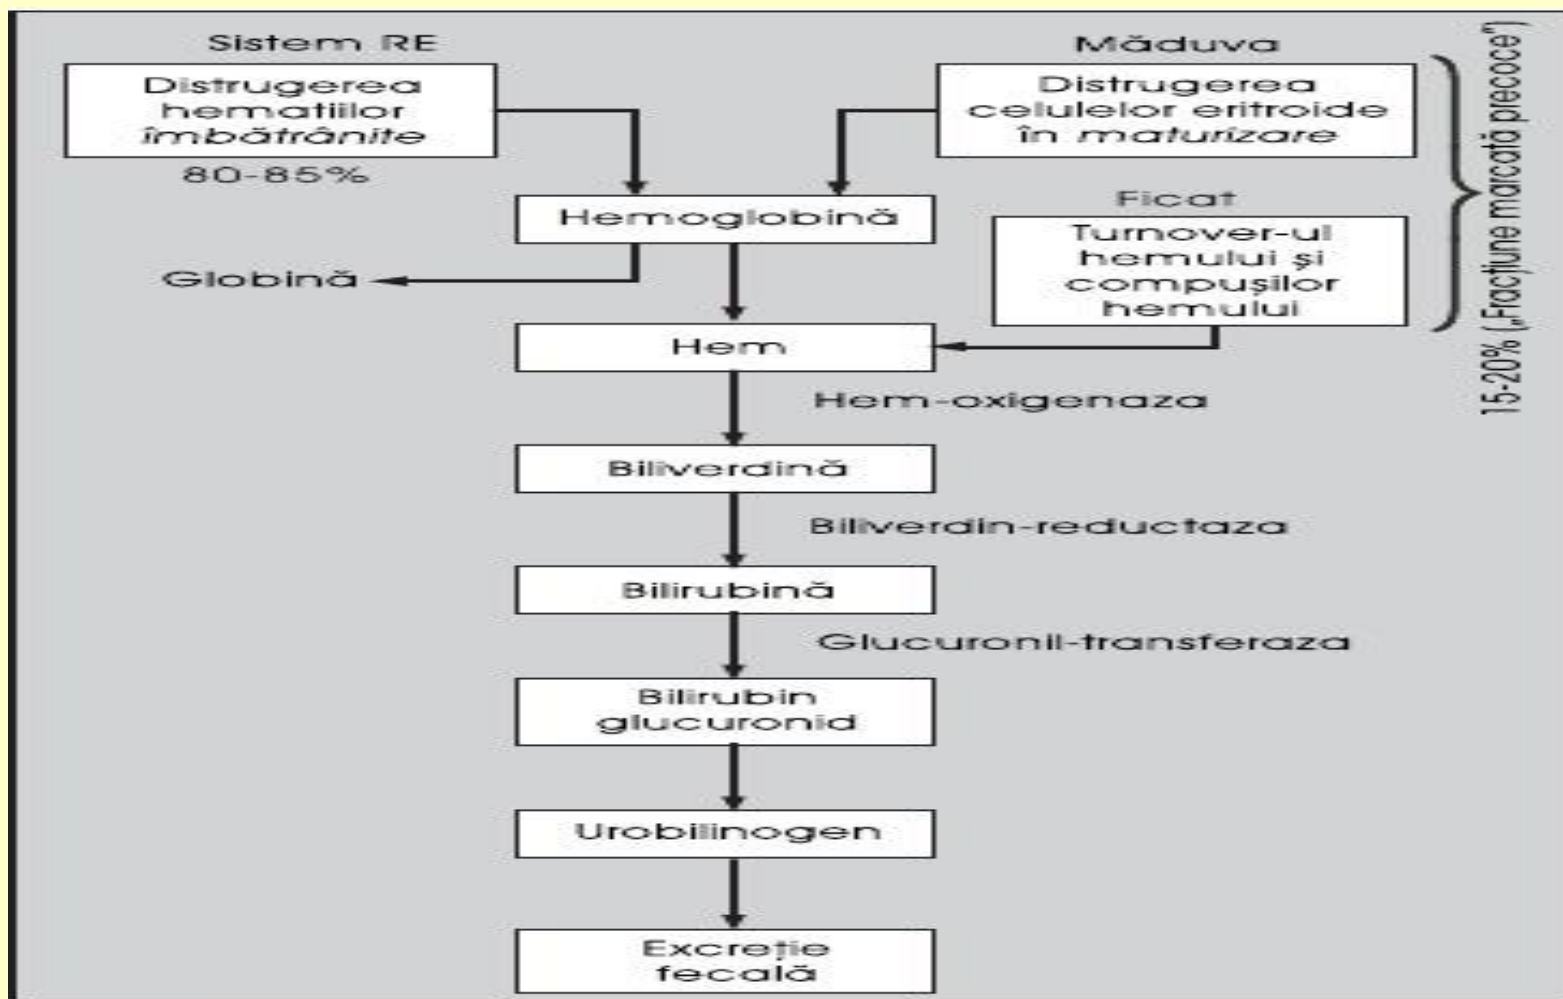 Sistem RE
Distrugerea
hematiilor
îmbătrânite
80-85%
Măduva
Distrugerea
celulelor eritroide
în maturizare
Ficat
Turnover-ul
hemului și
compușilor
hemului
15-20% („Fracțiune marcată precoce”)
Hemoglobină
Globină
Hem
Hem-oxigenaza
Biliverdină
Biliverdin-reductaza
Bilirubină
Glucuronil-transferaza
Bilirubin
glucuronid
Urobilinogen
Excreție
fecală